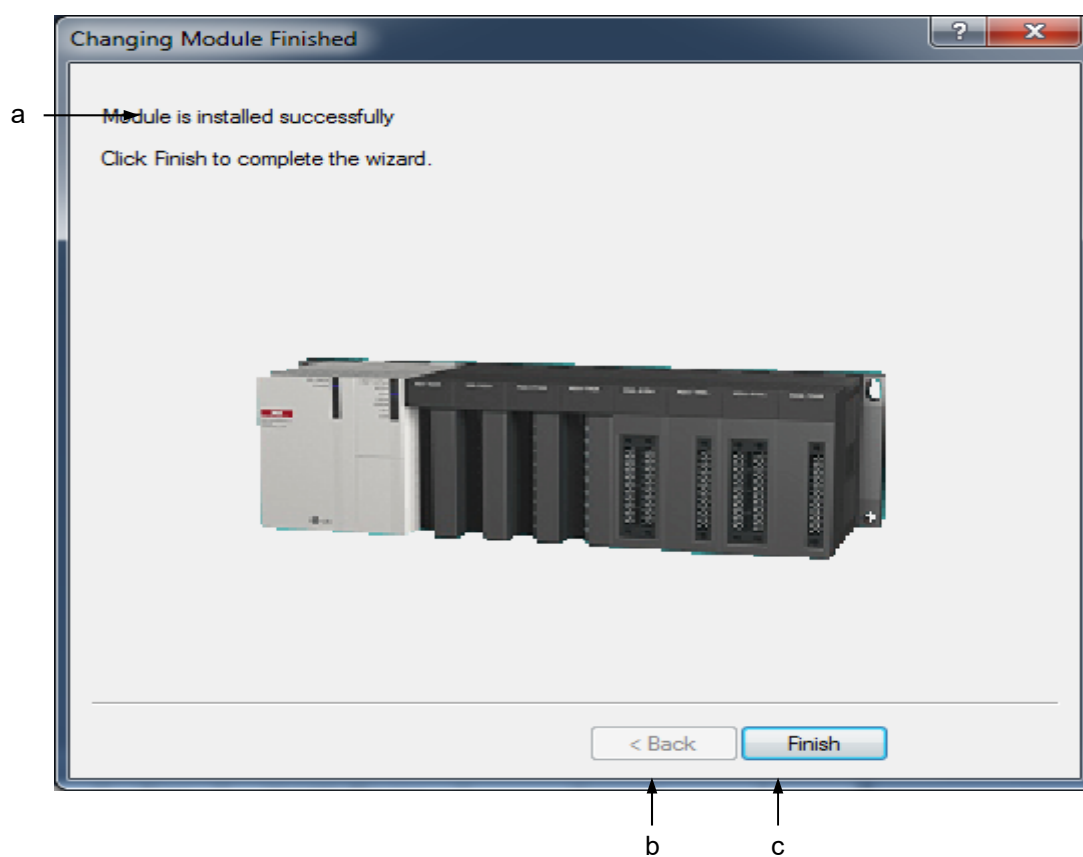 Changing Module Finished
?
a
Module is installed successfully
Click Finish to complete the wizard.
< Back
Finish
b
c